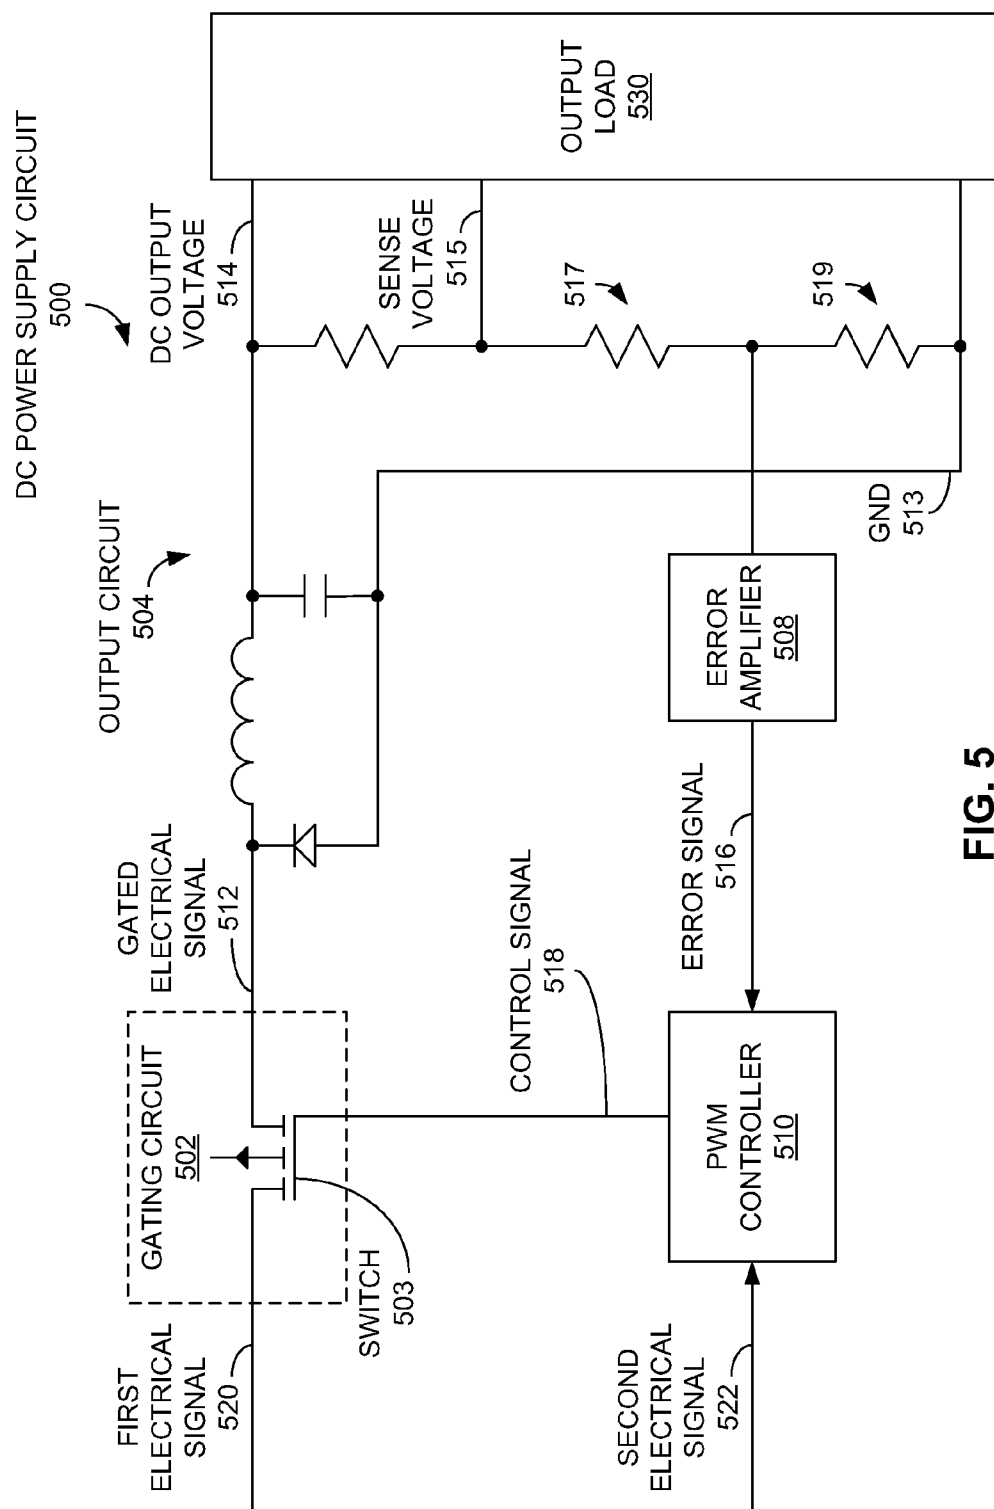 DC POWER SUPPLY CIRCUIT
500
OUTPUT CIRCUIT
504
GATED
ELECTRICAL
SIGNAL
512
DC OUTPUT
VOLTAGE
514
FIRST
ELECTRICAL
SIGNAL
520
GATING CIRCUIT
502
SWITCH
503
SENSE
VOLTAGE
515
OUTPUT
LOAD
530
CONTROL SIGNAL
518
517
519
SECOND
ELECTRICAL
SIGNAL
522
PWM
CONTROLLER
510
ERROR SIGNAL
516
ERROR
AMPLIFIER
508
GND
513
FIG. 5